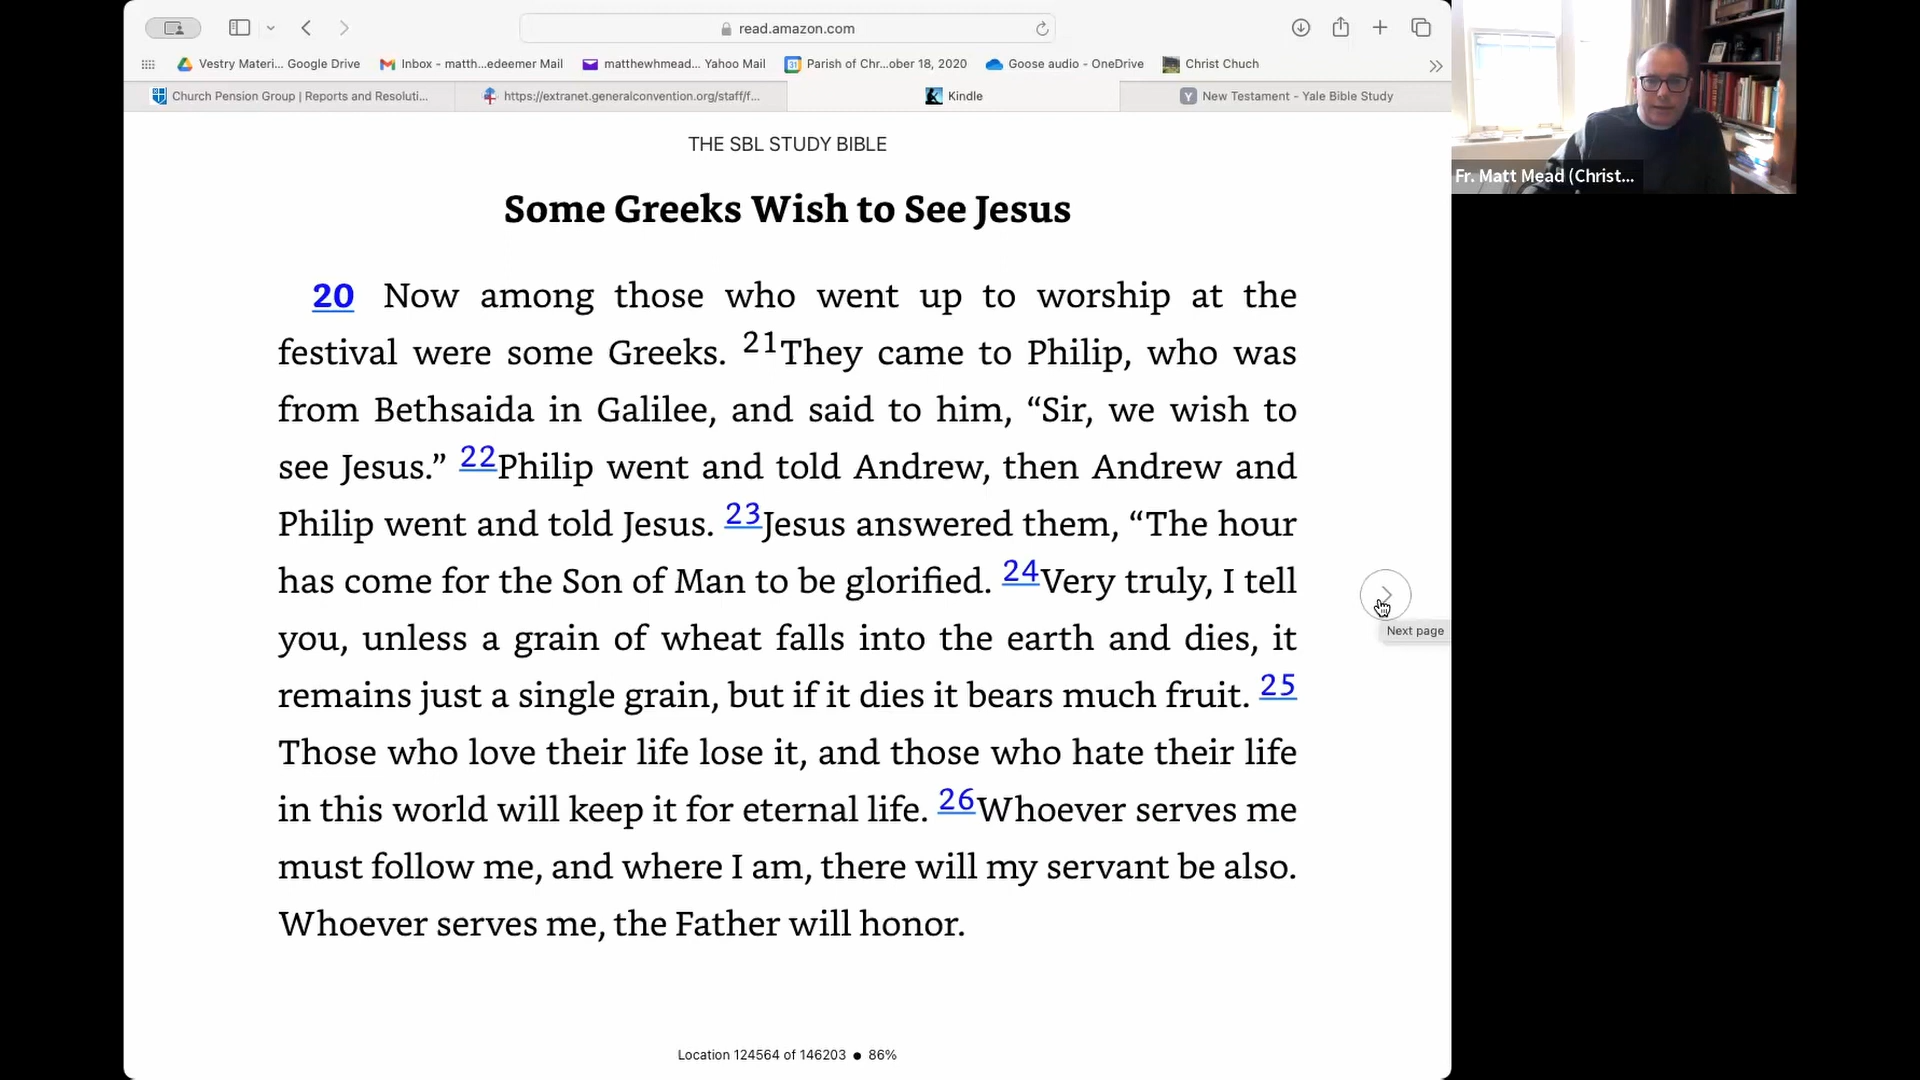 read.amazon.com
Vestry Materi... Google Drive
Inbox - matth...edeemer Mail
matthewhmead... Yahoo Mail
31
Parish of Chr...ober 18, 2020
Goose audio - OneDrive
Christ Chuch
Church Pension Group | Reports and Resoluti...
https://extranet.generalconvention.org/staff/f...
Kindle
Y
New Testament - Yale Bible Study
Fr. Matt Mead (Christ...
THE SBL STUDY BIBLE
Some Greeks Wish to See Jesus
20 Now among those who went up to worship at the
festival were some Greeks. 21They came to Philip, who was
from Bethsaida in Galilee, and said to him, “Sir, we wish to
see Jesus.” 22Philip went and told Andrew, then Andrew and
Philip went and told Jesus. 23Jesus answered them, “The hour
has come for the Son of Man to be glorified. 24Very truly, I tell
you, unless a grain of wheat falls into the earth and dies, it
remains just a single grain, but if it dies it bears much fruit. 25
Those who love their life lose it, and those who hate their life
in this world will keep it for eternal life. 26Whoever serves me
must follow me, and where I am, there will my servant be also.
Whoever serves me, the Father will honor.
Next page
Location 124564 of 146203 ● 86%